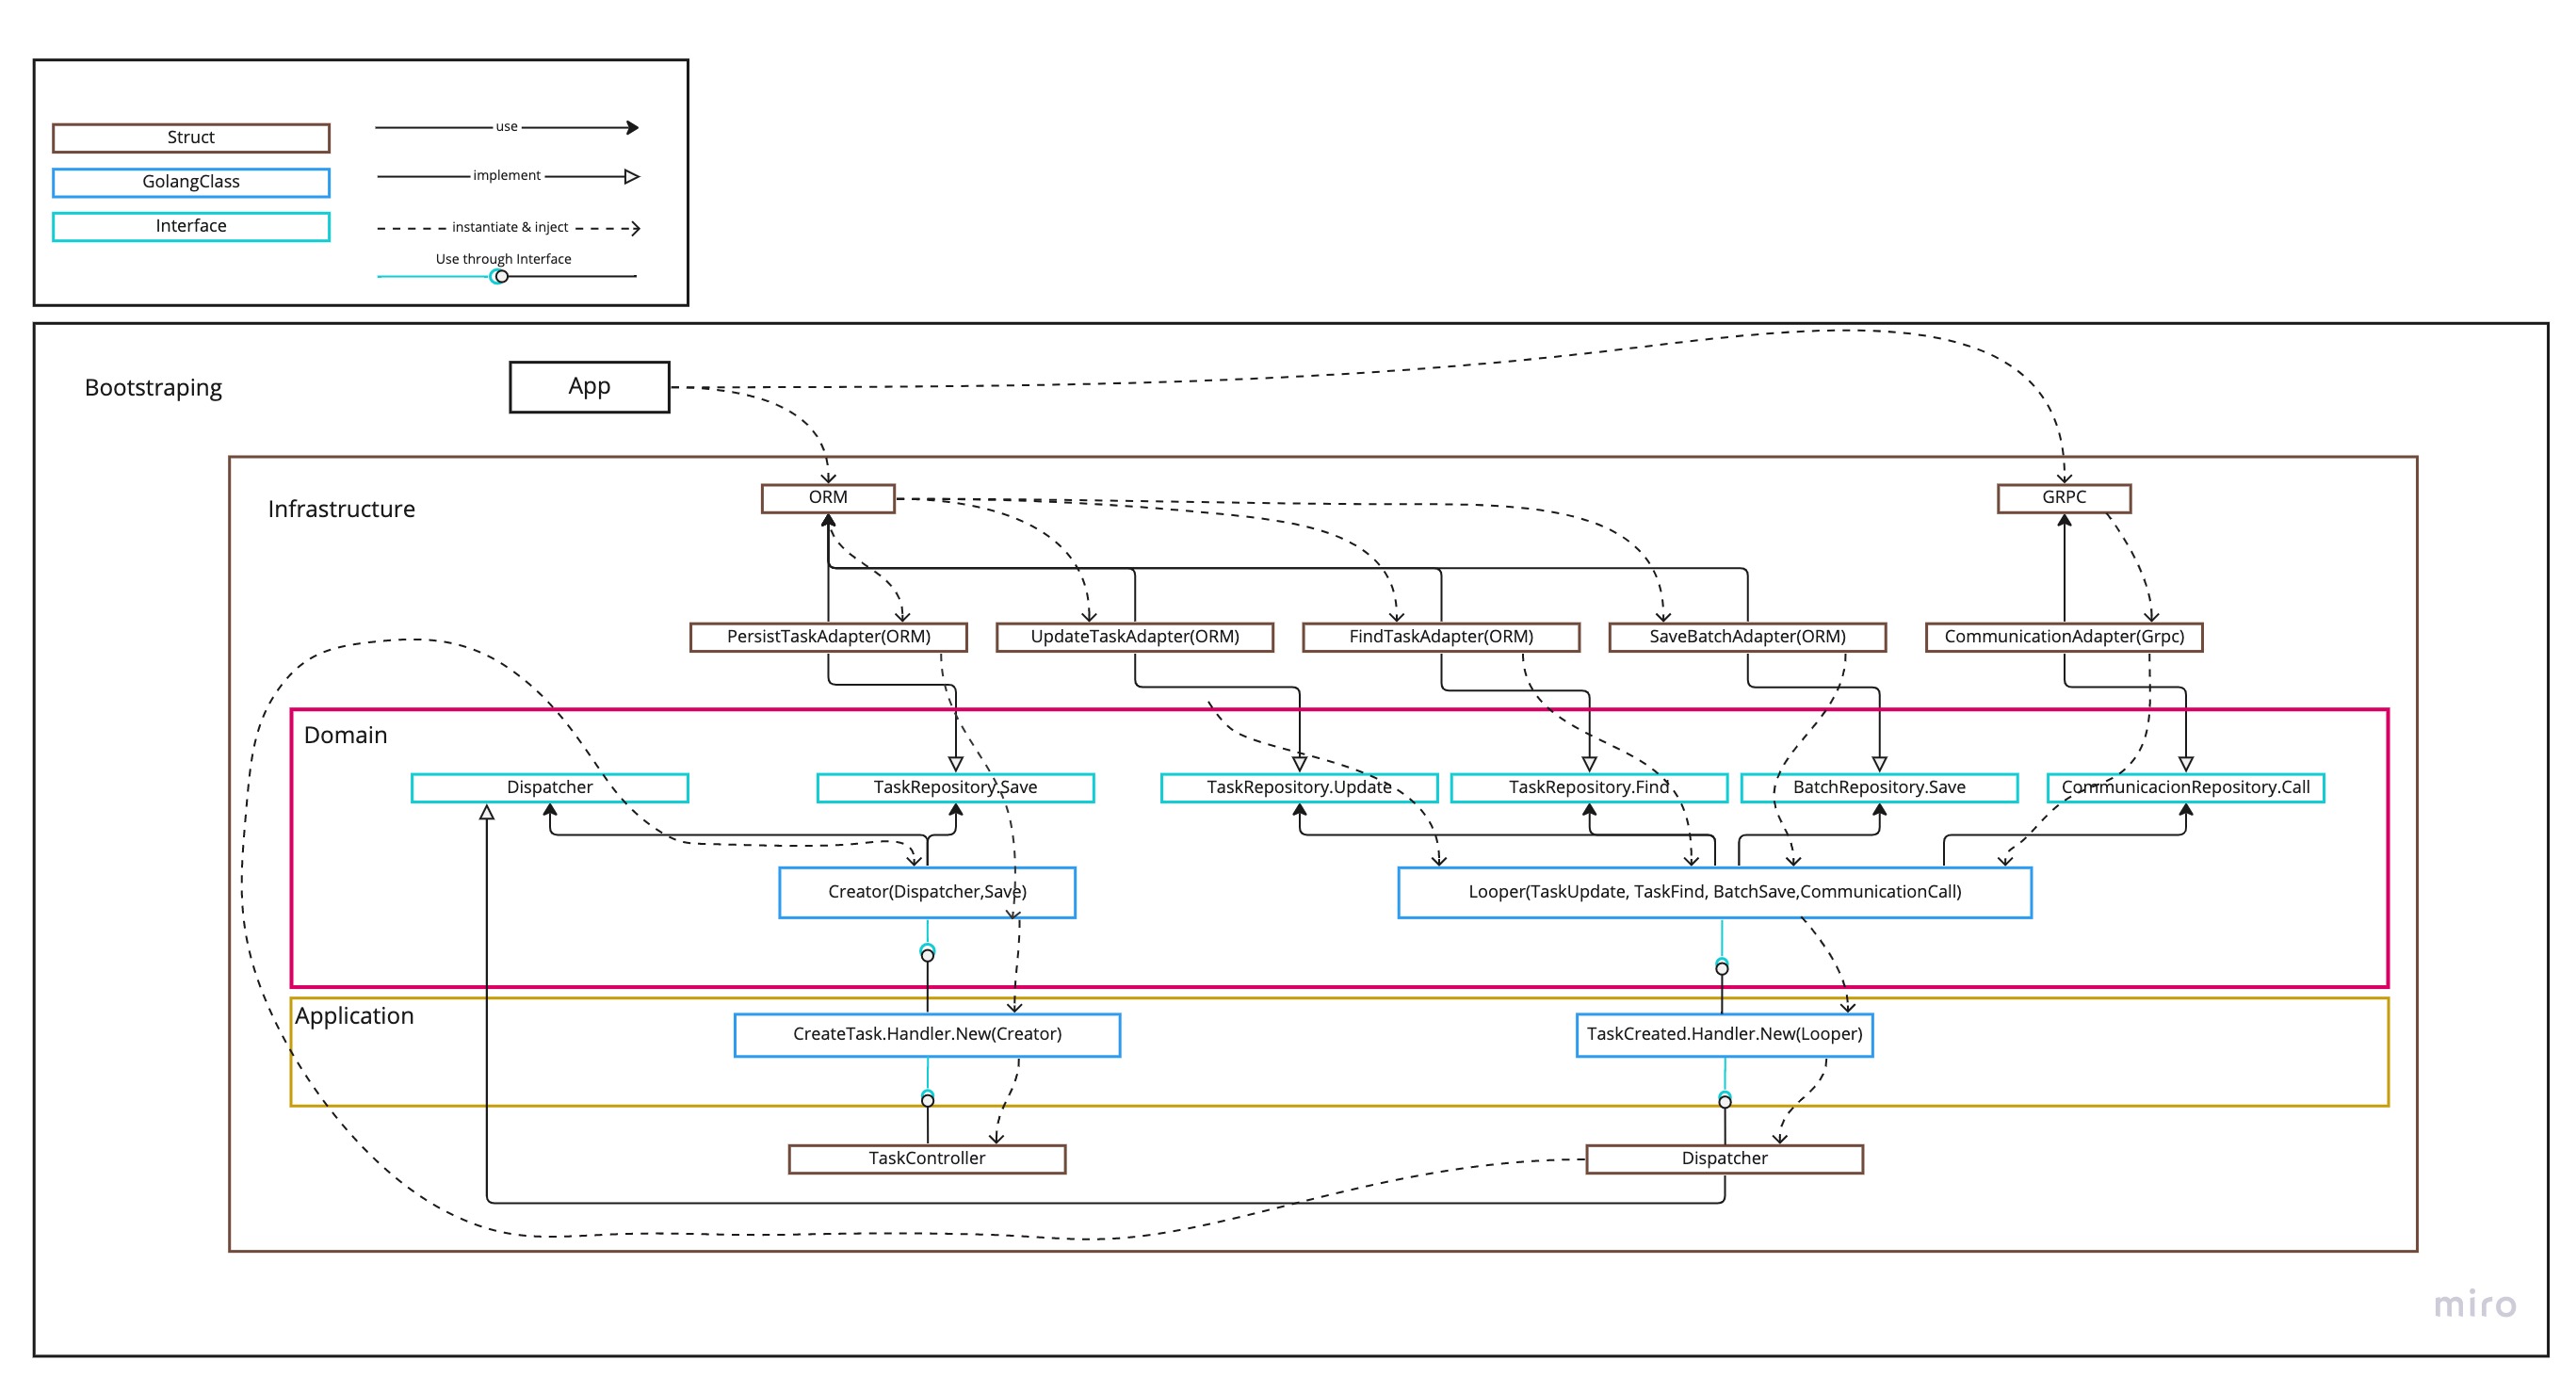 Struct
use
GolangClass
implement
Interface
instantiate & inject
Use through Interface
Bootstraping
App
Infrastructure
ORM
GRPC
PersistTaskAdapter(ORM)
UpdateTaskAdapter(ORM)
FindTaskAdapter(ORM)
SaveBatchAdapter(ORM)
CommunicationAdapter(Grpc)
Domain
Dispatcher
TaskRepository.Save
TaskRepository.Update
TaskRepository.Find
BatchRepository.Save
CommunicacionRepository.Call
Creator(Dispatcher,Save)
Looper(TaskUpdate, TaskFind, BatchSave,CommunicationCall)
Application
CreateTask.Handler.New(Creator)
TaskCreated.Handler.New(Looper)
TaskController
Dispatcher
miro